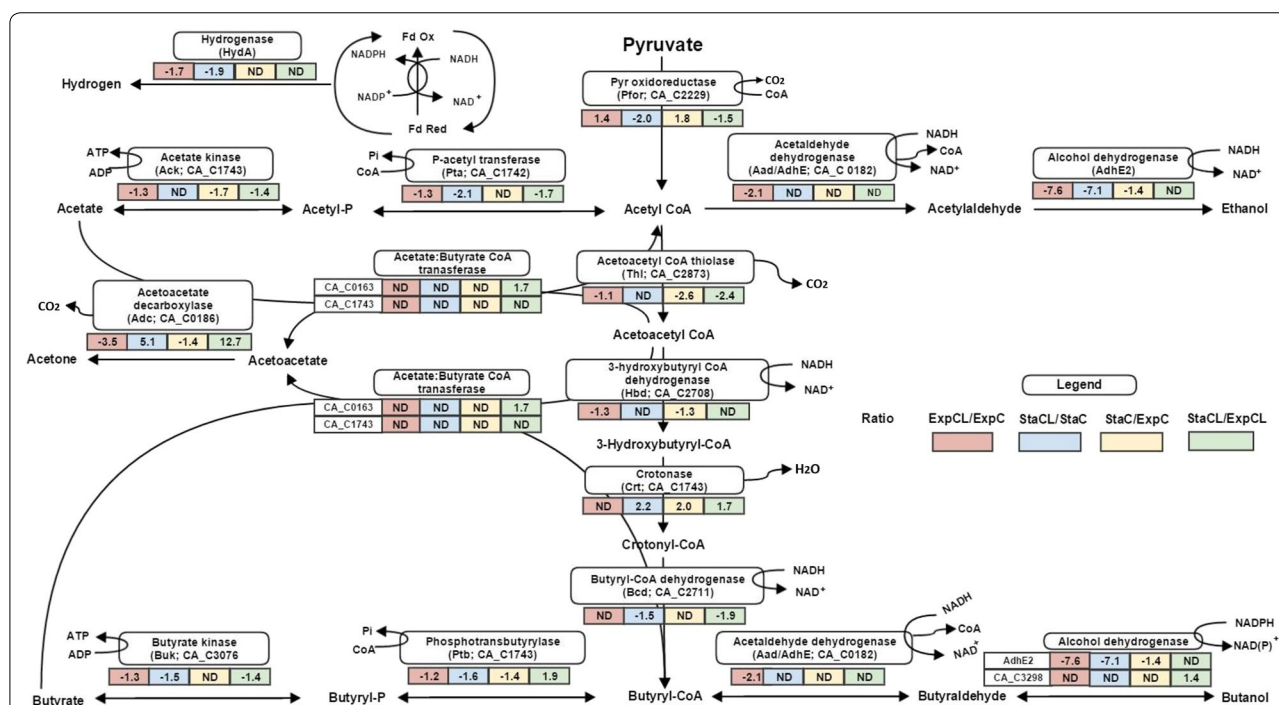 Hydrogenase
(HydA)
-1.7 -1.9 ND ND
Hydrogen
Fd Ox
NADPH NADH
NADP+ NAD+
Fd Red
Pyruvate
Pyr oxidoreductase
(Pfor; CA_C2229)
CO2
CoA
1.4 -2.0 1.8 -1.5
ATP
ADP
Acetate kinase
(Ack; CA_C1743)
-1.3 ND -1.7 -1.4
Pi
CoA
P-acetyl transferase
(Pta; CA_C1742)
-1.3 -2.1 ND -1.7
Acetaldehyde
dehydrogenase
(Aad/AdhE; CA_C 0182)
NADH
CoA
NAD+
-2.1 ND ND ND
Alcohol dehydrogenase
(AdhE2)
NADH
NAD+
-7.6 -7.1 -1.4 ND
Acetate Acetyl-P Acetyl CoA Acetylaldehyde Ethanol
Acetate:Butyrate CoA
tranasferase
CA_C0163 ND ND ND 1.7
CA_C1743 ND ND ND ND
Acetoacetyl CoA thiolase
(Thl; CA_C2873)
CO2
-1.1 ND -2.6 -2.4
CO2
Acetoacetate
decarboxylase
(Adc; CA_C0186)
-3.5 5.1 -1.4 12.7
Acetone Acetoacetate
Acetoacetyl CoA
Acetate:Butyrate CoA
tranasferase
CA_C0163 ND ND ND 1.7
CA_C1743 ND ND ND ND
3-hydroxybutyryl CoA
dehydrogenase
(Hbd; CA_C2708)
NADH
NAD+
-1.3 ND -1.3 ND
Legend
Ratio ExpCL/ExpC StaCL/StaC StaC/ExpC StaCL/ExpCL
3-Hydroxybutyryl-CoA
Crotonase
(Crt; CA_C1743)
H2O
ND 2.2 2.0 1.7
Crotonyl-CoA
Butyryl-CoA dehydrogenase
(Bcd; CA_C2711)
NADH
NAD+
ND -1.5 ND -1.9
ATP
ADP
Butyrate kinase
(Buk; CA_C3076
-1.3 -1.5 ND -1.4
Pi
CoA
Phosphotransbutyrylase
(Ptb; CA_C1743)
-1.2 -1.6 -1.4 1.9
Acetaldehyde dehydrogenase
(Aad/AdhE; CA_C0182)
NADH
CoA
NAD+
-2.1 ND ND ND
Alcohol dehydrogenase
NADPH
NAD(P)+
AdhE2 -7.6 -7.1 -1.4 ND
CA_C3298 ND ND ND 1.4
Butyrate Butyryl-P Butyryl-CoA Butyraldehyde Butanol